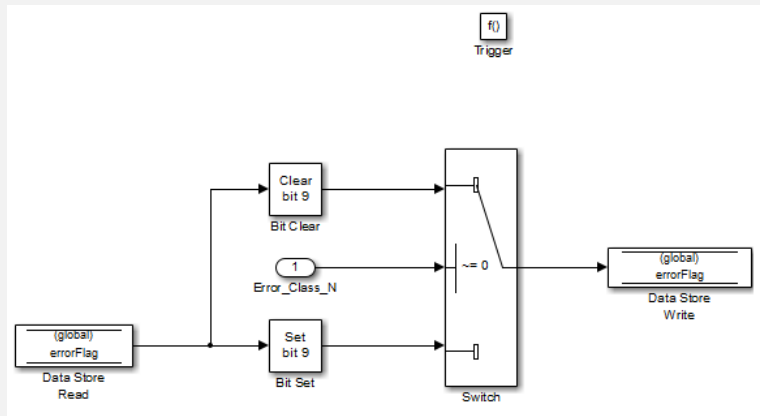 f()
Trigger
Clear
bit 9
Bit Clear
1
Error_Class_N
~= 0
(global)
errorFlag
Data Store
Write
(global)
errorFlag
Data Store
Read
Set
bit 9
Bit Set
Switch